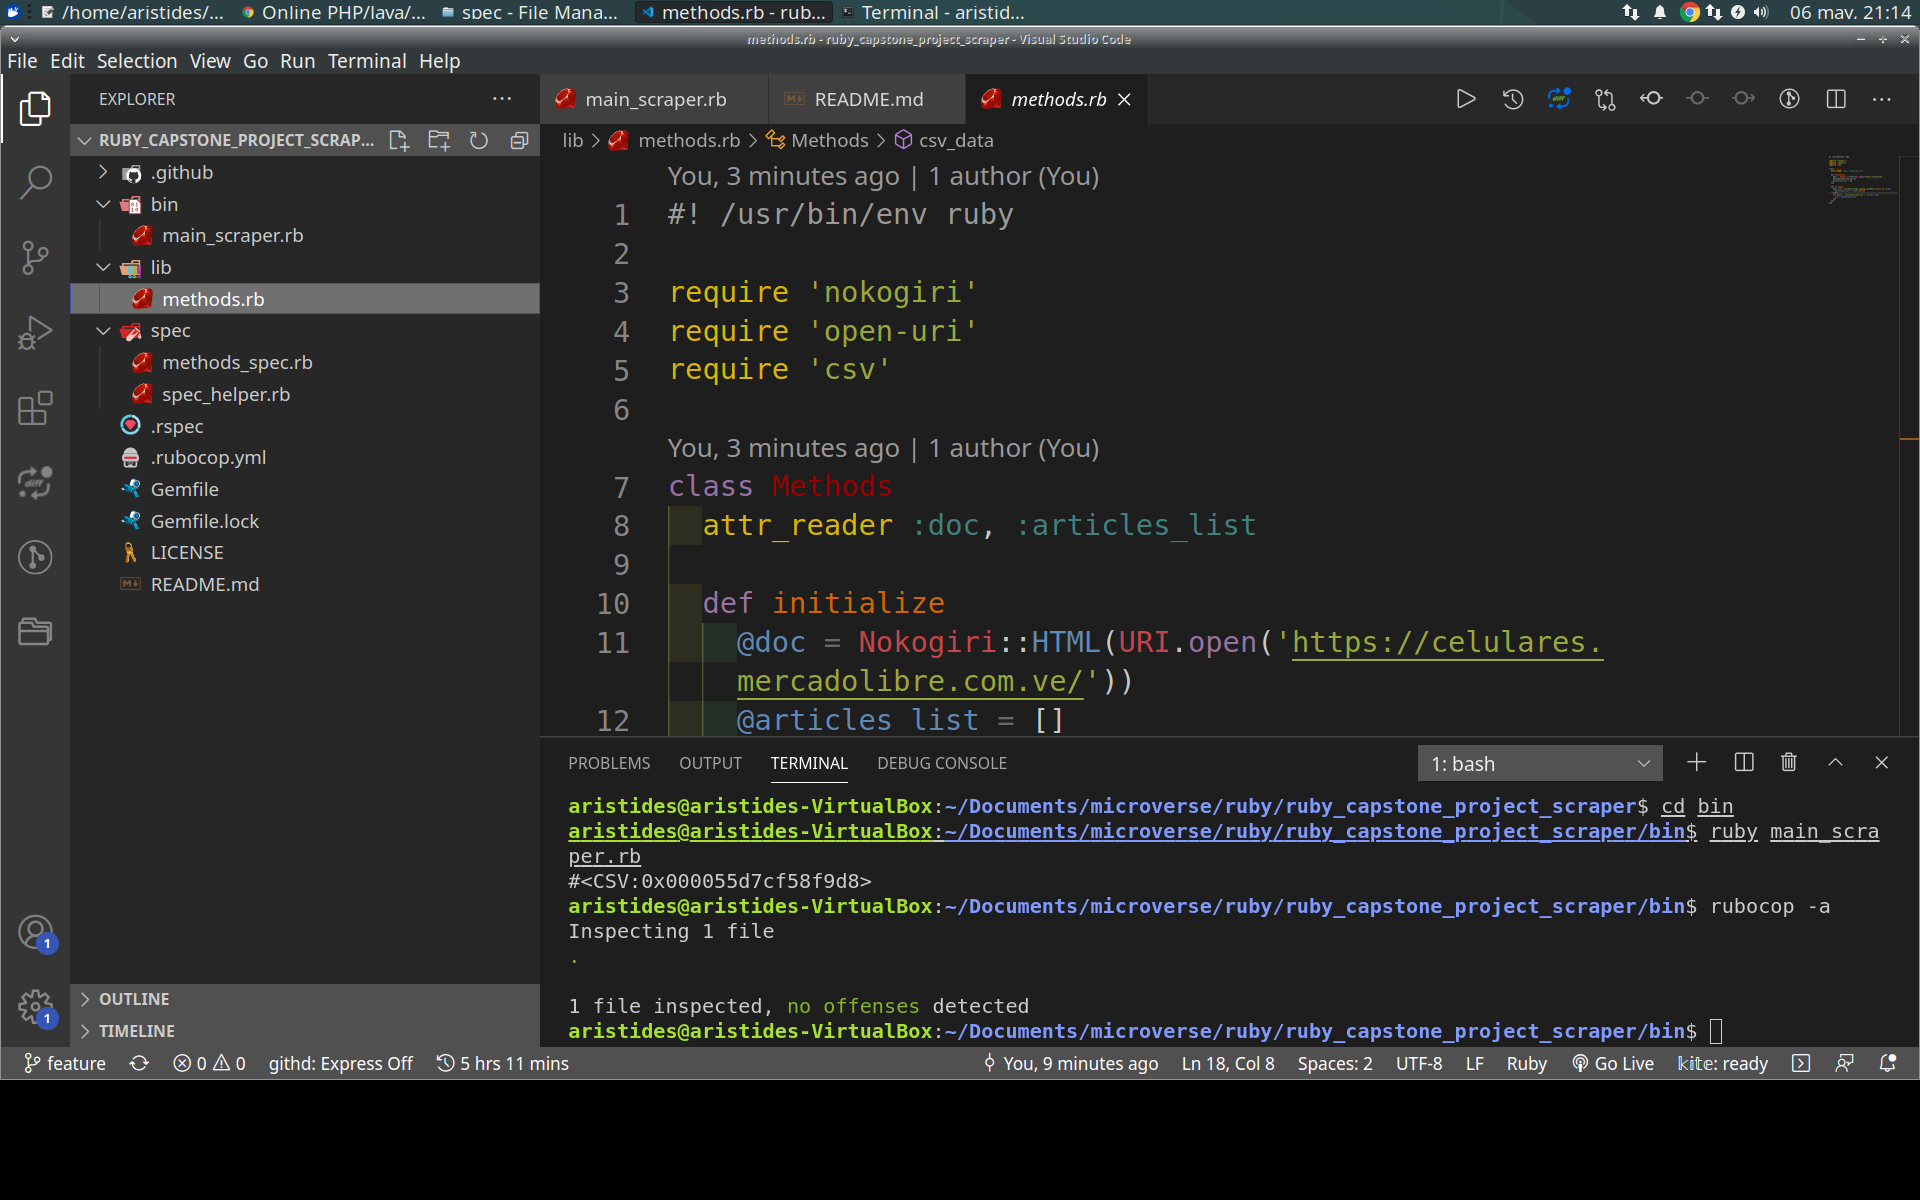 /home/aristides/...
Online PHP/lava/...
spec - File Mana...
methods.rb - rub...
Terminal - aristid...
06 may, 21:14
methods.rb - ruby_capstone_project_scraper - Visual Studio Code
File Edit Selection View Go Run Terminal Help
EXPLORER
RUBY_CAPSTONE_PROJECT_SCRAP...
.github
bin
main_scraper.rb
lib
methods.rb
spec
methods_spec.rb
spec_helper.rb
.rspec
.rubocop.yml
Gemfile
Gemfile.lock
LICENSE
README.md
OUTLINE
TIMELINE
1
1
main_scraper.rb
README.md
methods.rb
lib > methods.rb > Methods > csv_data
You, 3 minutes ago | 1 author (You)
1 #! /usr/bin/env ruby
2
3 require 'nokogiri'
4 require 'open-uri'
5 require 'csv'
6
You, 3 minutes ago | 1 author (You)
7 class Methods
8 attr_reader :doc, :articles_list
9
10 def initialize
11 @doc = Nokogiri::HTML(URI.open('https://celulares.
mercadolibre.com.ve/'))
12 @articles list = []
PROBLEMS OUTPUT TERMINAL DEBUG CONSOLE
1: bash
aristides@aristides-VirtualBox:~/Documents/microverse/ruby/ruby_capstone_project_scraper$ cd bin
aristides@aristides-VirtualBox:~/Documents/microverse/ruby/ruby_capstone_project_scraper/bin$ ruby main_scra
per.rb
#<CSV:0x000055d7cf58f9d8>
aristides@aristides-VirtualBox:~/Documents/microverse/ruby/ruby_capstone_project_scraper/bin$ rubocop -a
Inspecting 1 file
.
1 file inspected, no offenses detected
aristides@aristides-VirtualBox:~/Documents/microverse/ruby/ruby_capstone_project_scraper/bin$
feature
0 0
githd: Express Off
5 hrs 11 mins
You, 9 minutes ago
Ln 18, Col 8
Spaces: 2
UTF-8
LF
Ruby
Go Live
kite: ready